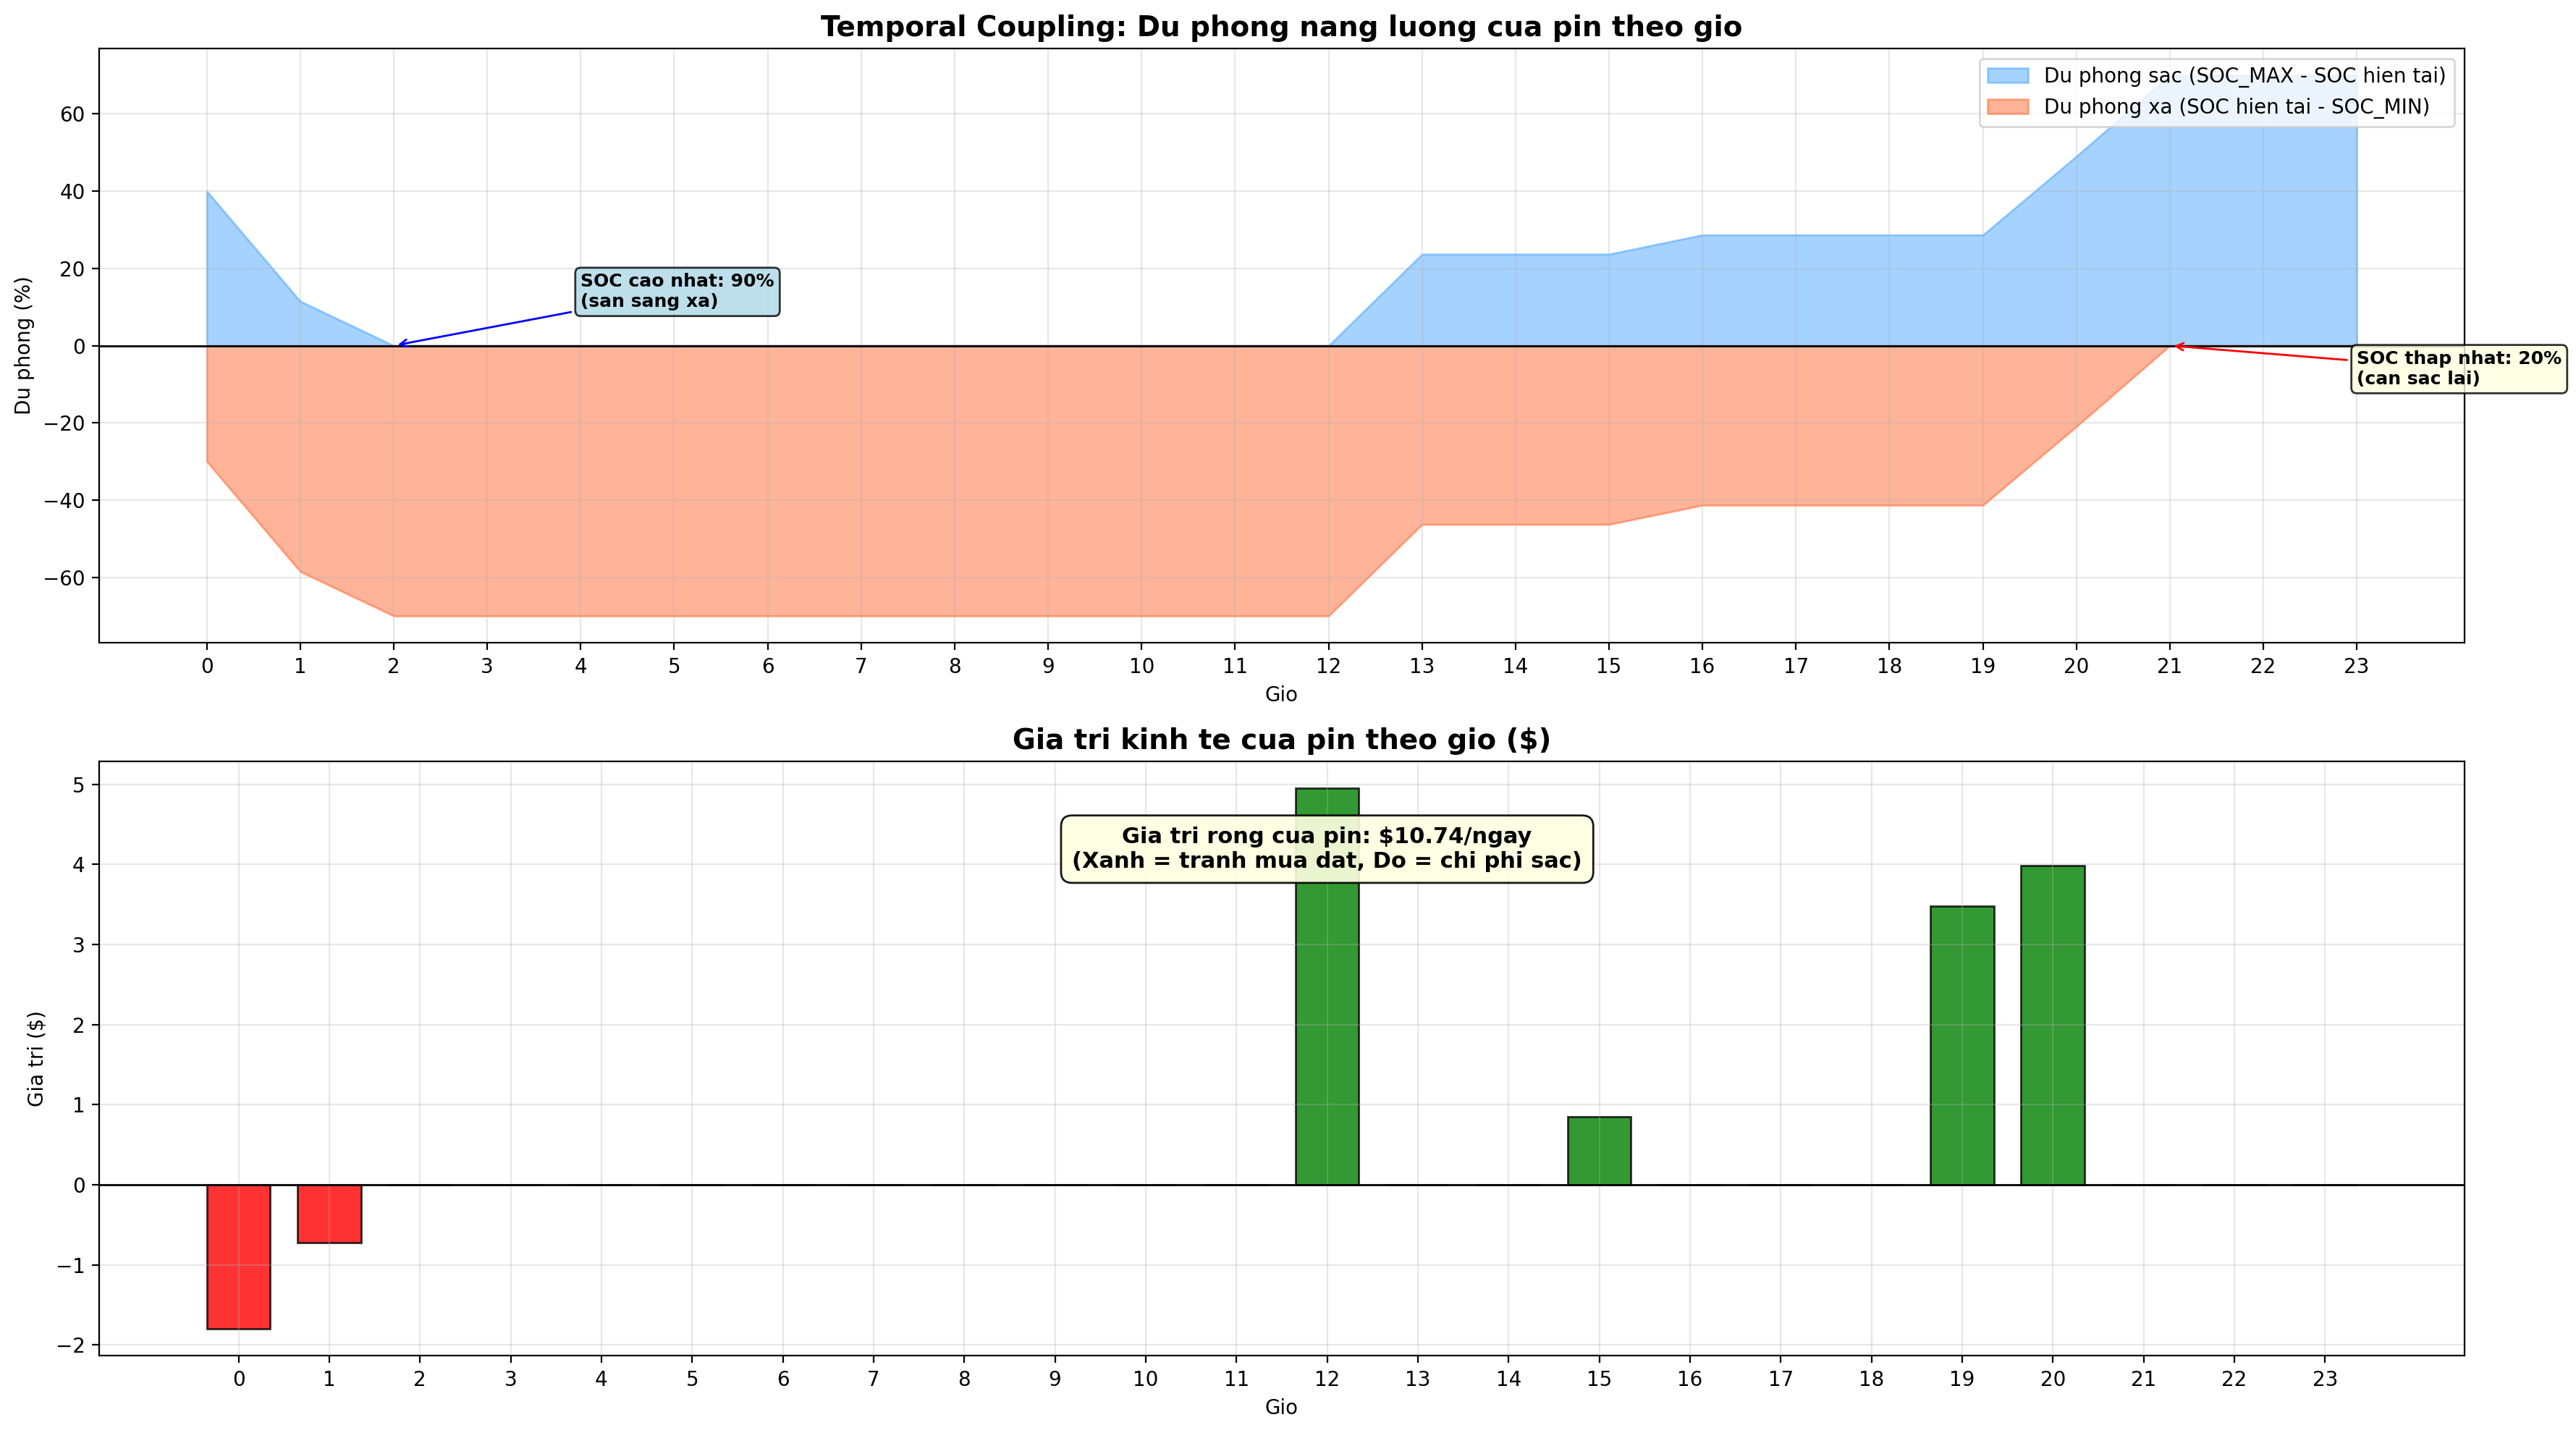 Temporal Coupling: Du phong nang luong cua pin theo gio
Du phong sac (SOC_MAX - SOC hien tai)
Du phong xa (SOC hien tai - SOC_MIN)
Du phong (%)
60
40
20
0
−20
−40
−60
SOC cao nhat: 90%
(san sang xa)
SOC thap nhat: 20%
(can sac lai)
0 1 2 3 4 5 6 7 8 9 10 11 12 13 14 15 16 17 18 19 20 21 22 23
Gio
Gia tri kinh te cua pin theo gio ($)
Gia tri ($)
5
4
3
2
1
0
−1
−2
Gia tri rong cua pin: $10.74/ngay
(Xanh = tranh mua dat, Do = chi phi sac)
0 1 2 3 4 5 6 7 8 9 10 11 12 13 14 15 16 17 18 19 20 21 22 23
Gio